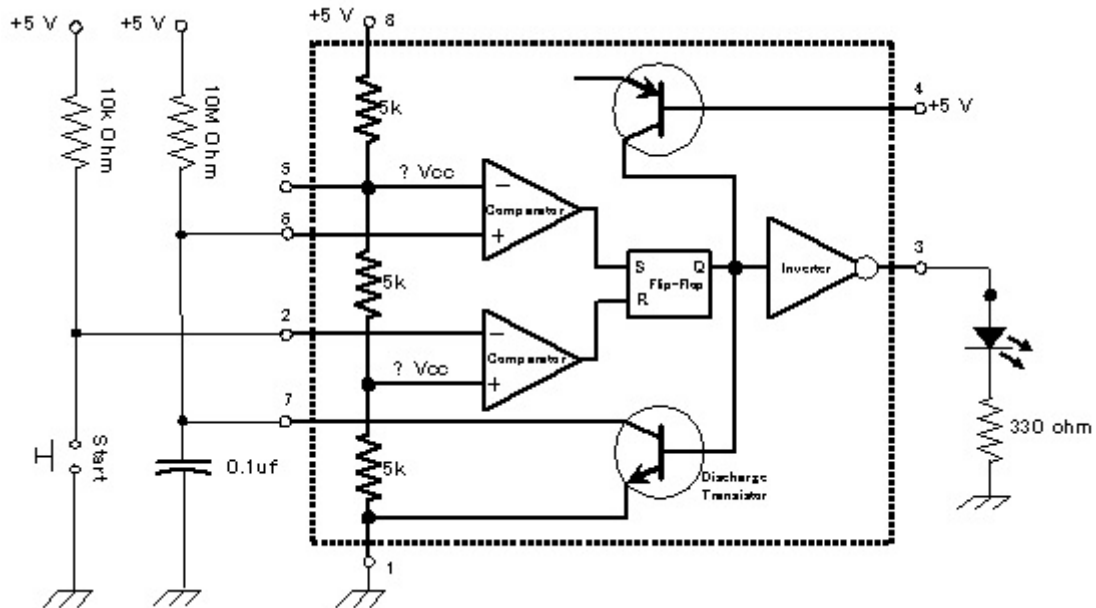 +5 V
+5 V
+5 V
8
10k Ohm
10M Ohm
5k
4
+5 V
5
? Vcc
−
Comparator
+
6
5k
S
Q
Flip-Flop
R
Inverter
3
2
−
Comparator
? Vcc
+
7
330 ohm
Start
0.1uf
5k
Discharge
Transistor
1